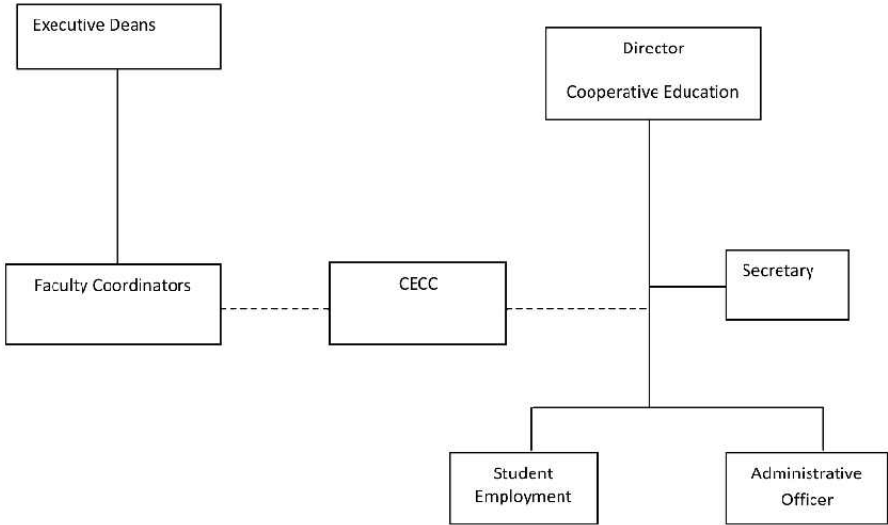 Executive Deans
Director
Cooperative Education
Faculty Coordinators
CECC
Secretary
Student
Employment
Administrative
Officer